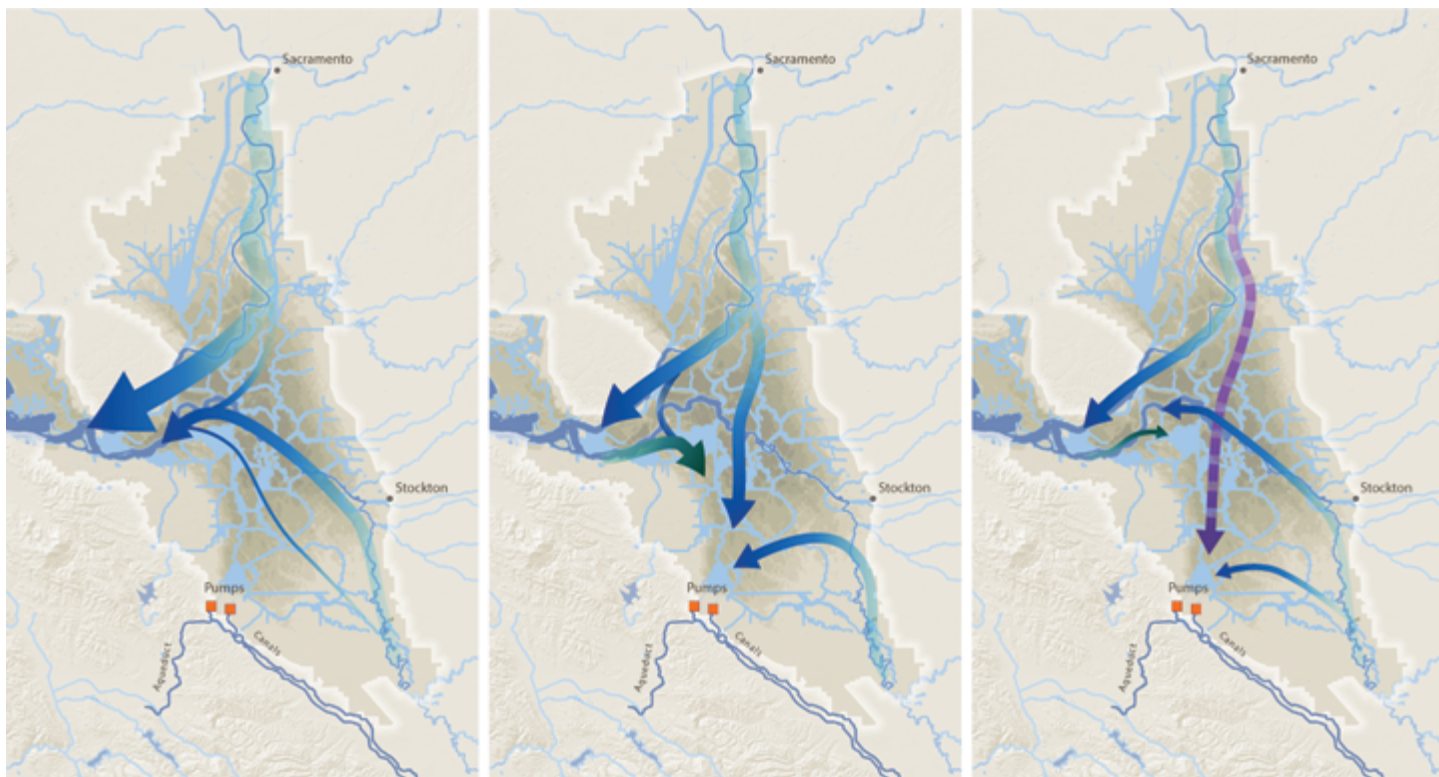 Sacramento
Stockton
Pumps
Aqueduct
Canals
Sacramento
Stockton
Pumps
Aqueduct
Canals
Sacramento
Stockton
Pumps
Aqueduct
Canals